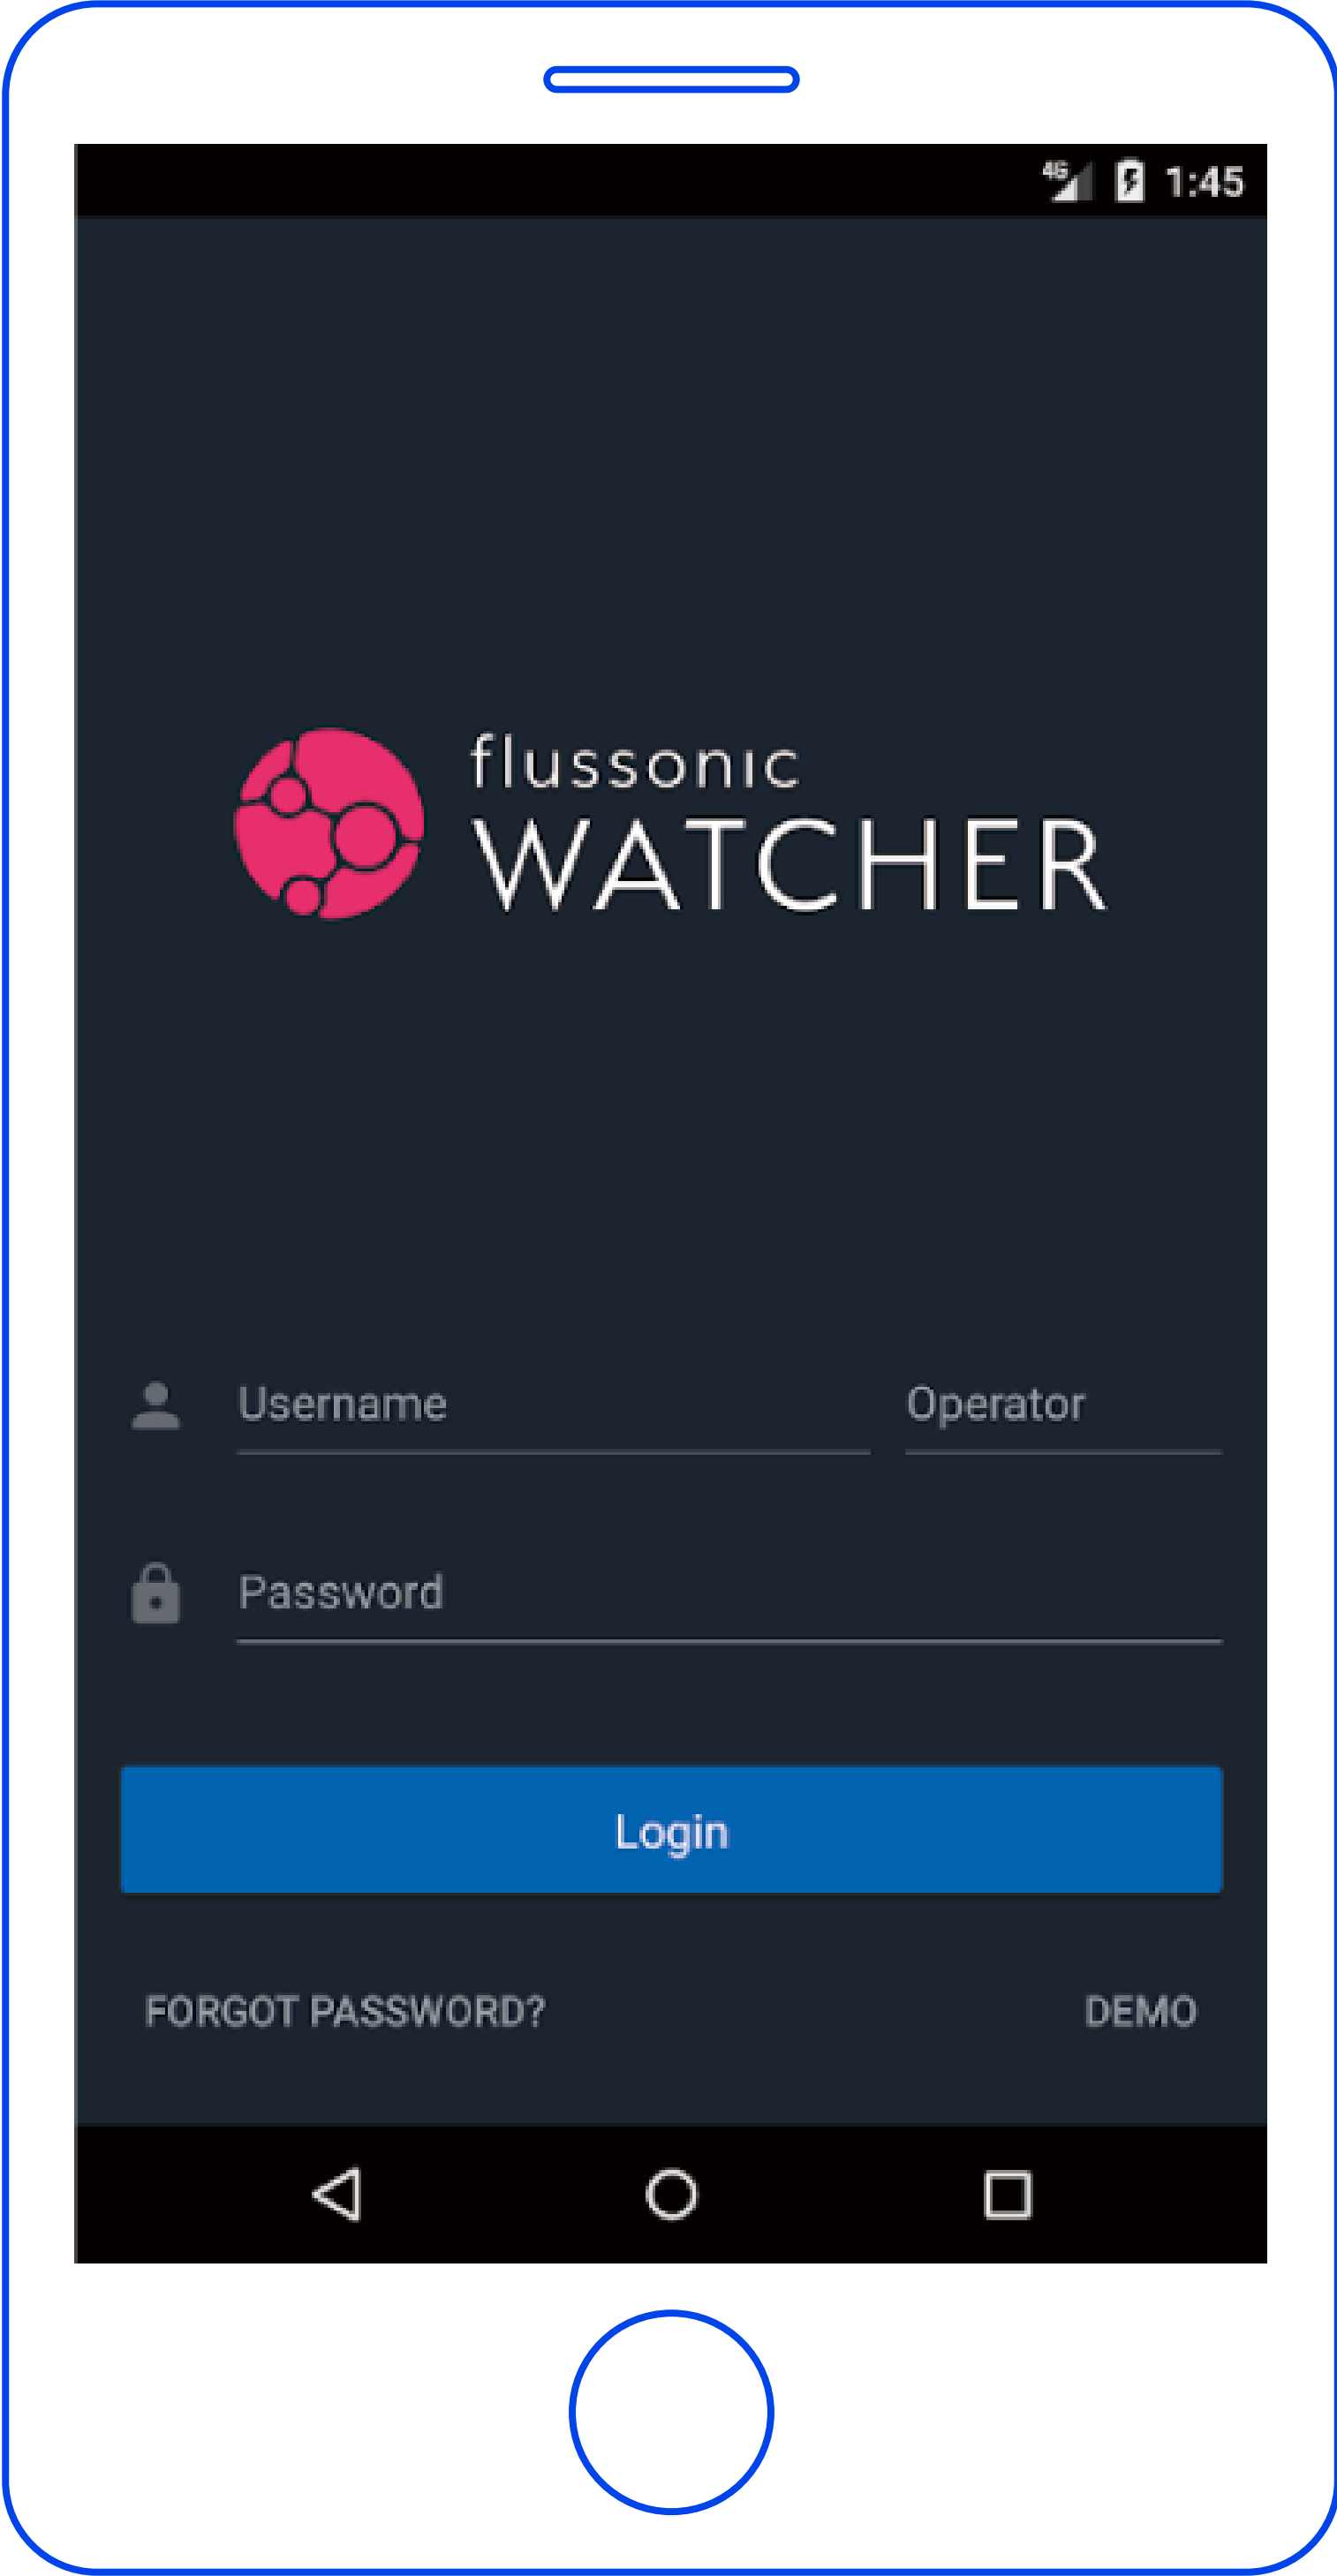 4G 1:45
flussonic
WATCHER
Username Operator
Password
Login
FORGOT PASSWORD? DEMO